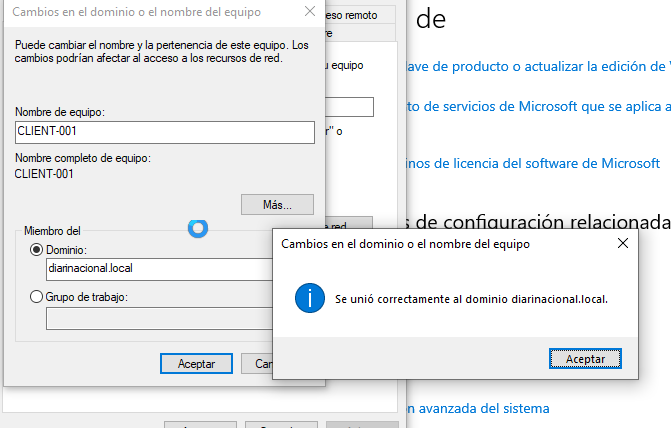 Cambios en el dominio o el nombre del equipo
eso remoto
Puede cambiar el nombre y la pertenencia de este equipo. Los
cambios podrían afectar al acceso a los recursos de red.
u equipo
Nombre de equipo:
CLIENT-001
" o
Nombre completo de equipo:
CLIENT-001
Más...
red
Miembro del
Dominio:
diarinacional.local
Grupo de trabajo:
Aceptar
Can
Cambios en el dominio o el nombre del equipo
Se unió correctamente al dominio diarinacional.local.
Aceptar
de
lave de producto o actualizar la edición de
to de servicios de Microsoft que se aplica a
inos de licencia del software de Microsoft
s de configuración relacionada
n avanzada del sistema